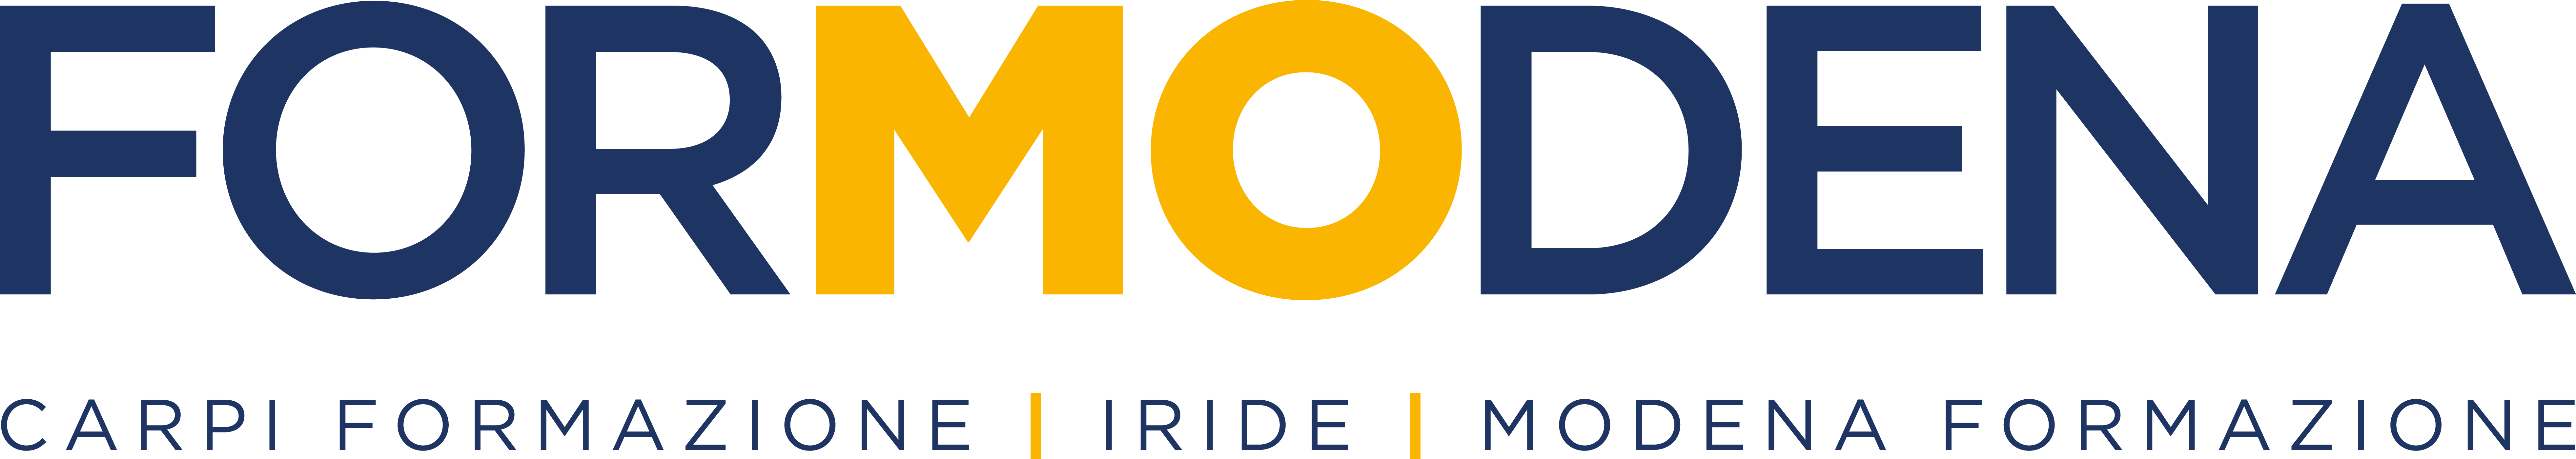 FORMODENA
CARPI FORMAZIONE | IRIDE | MODENA FORMAZIONE